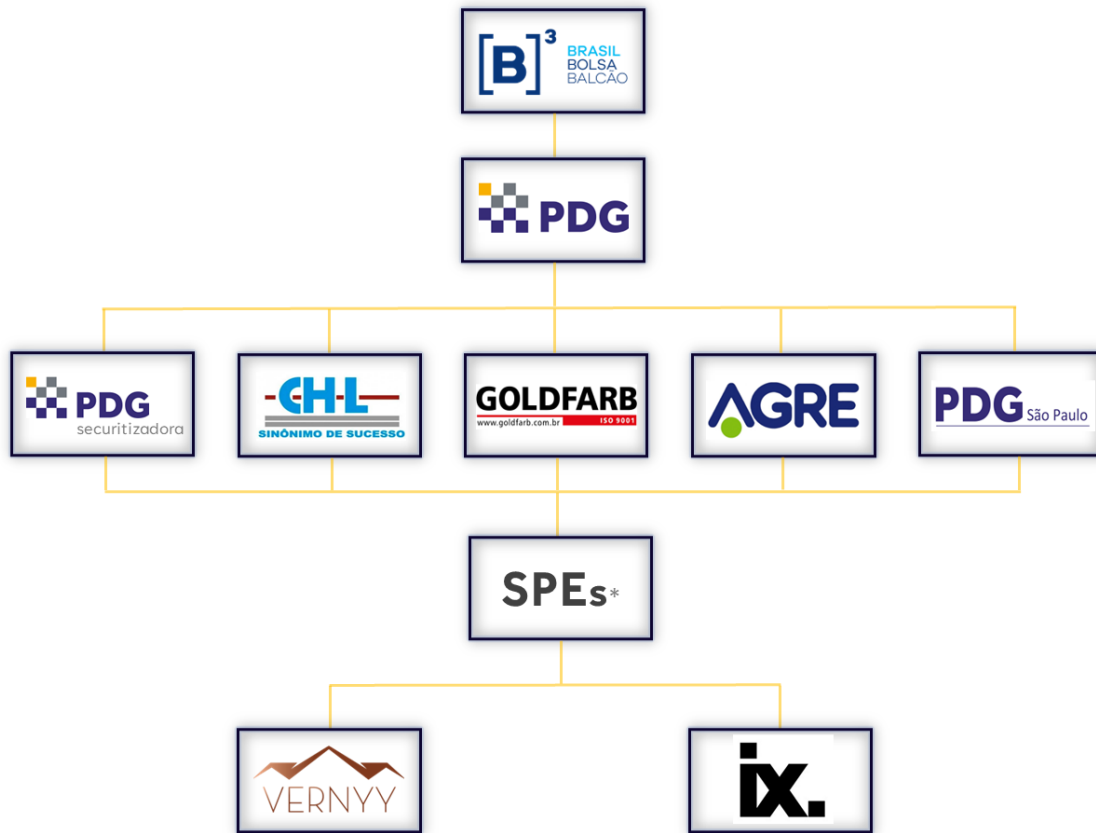 [B]³ BRASIL
BOLSA
BALCÃO
PDG
PDG
securitizadora
CHL
SINÔNIMO DE SUCESSO
GOLDFARB
www.goldfarb.com.br ISO 9001
AGRE
PDG São Paulo
SPEs*
VERNYY
ix.